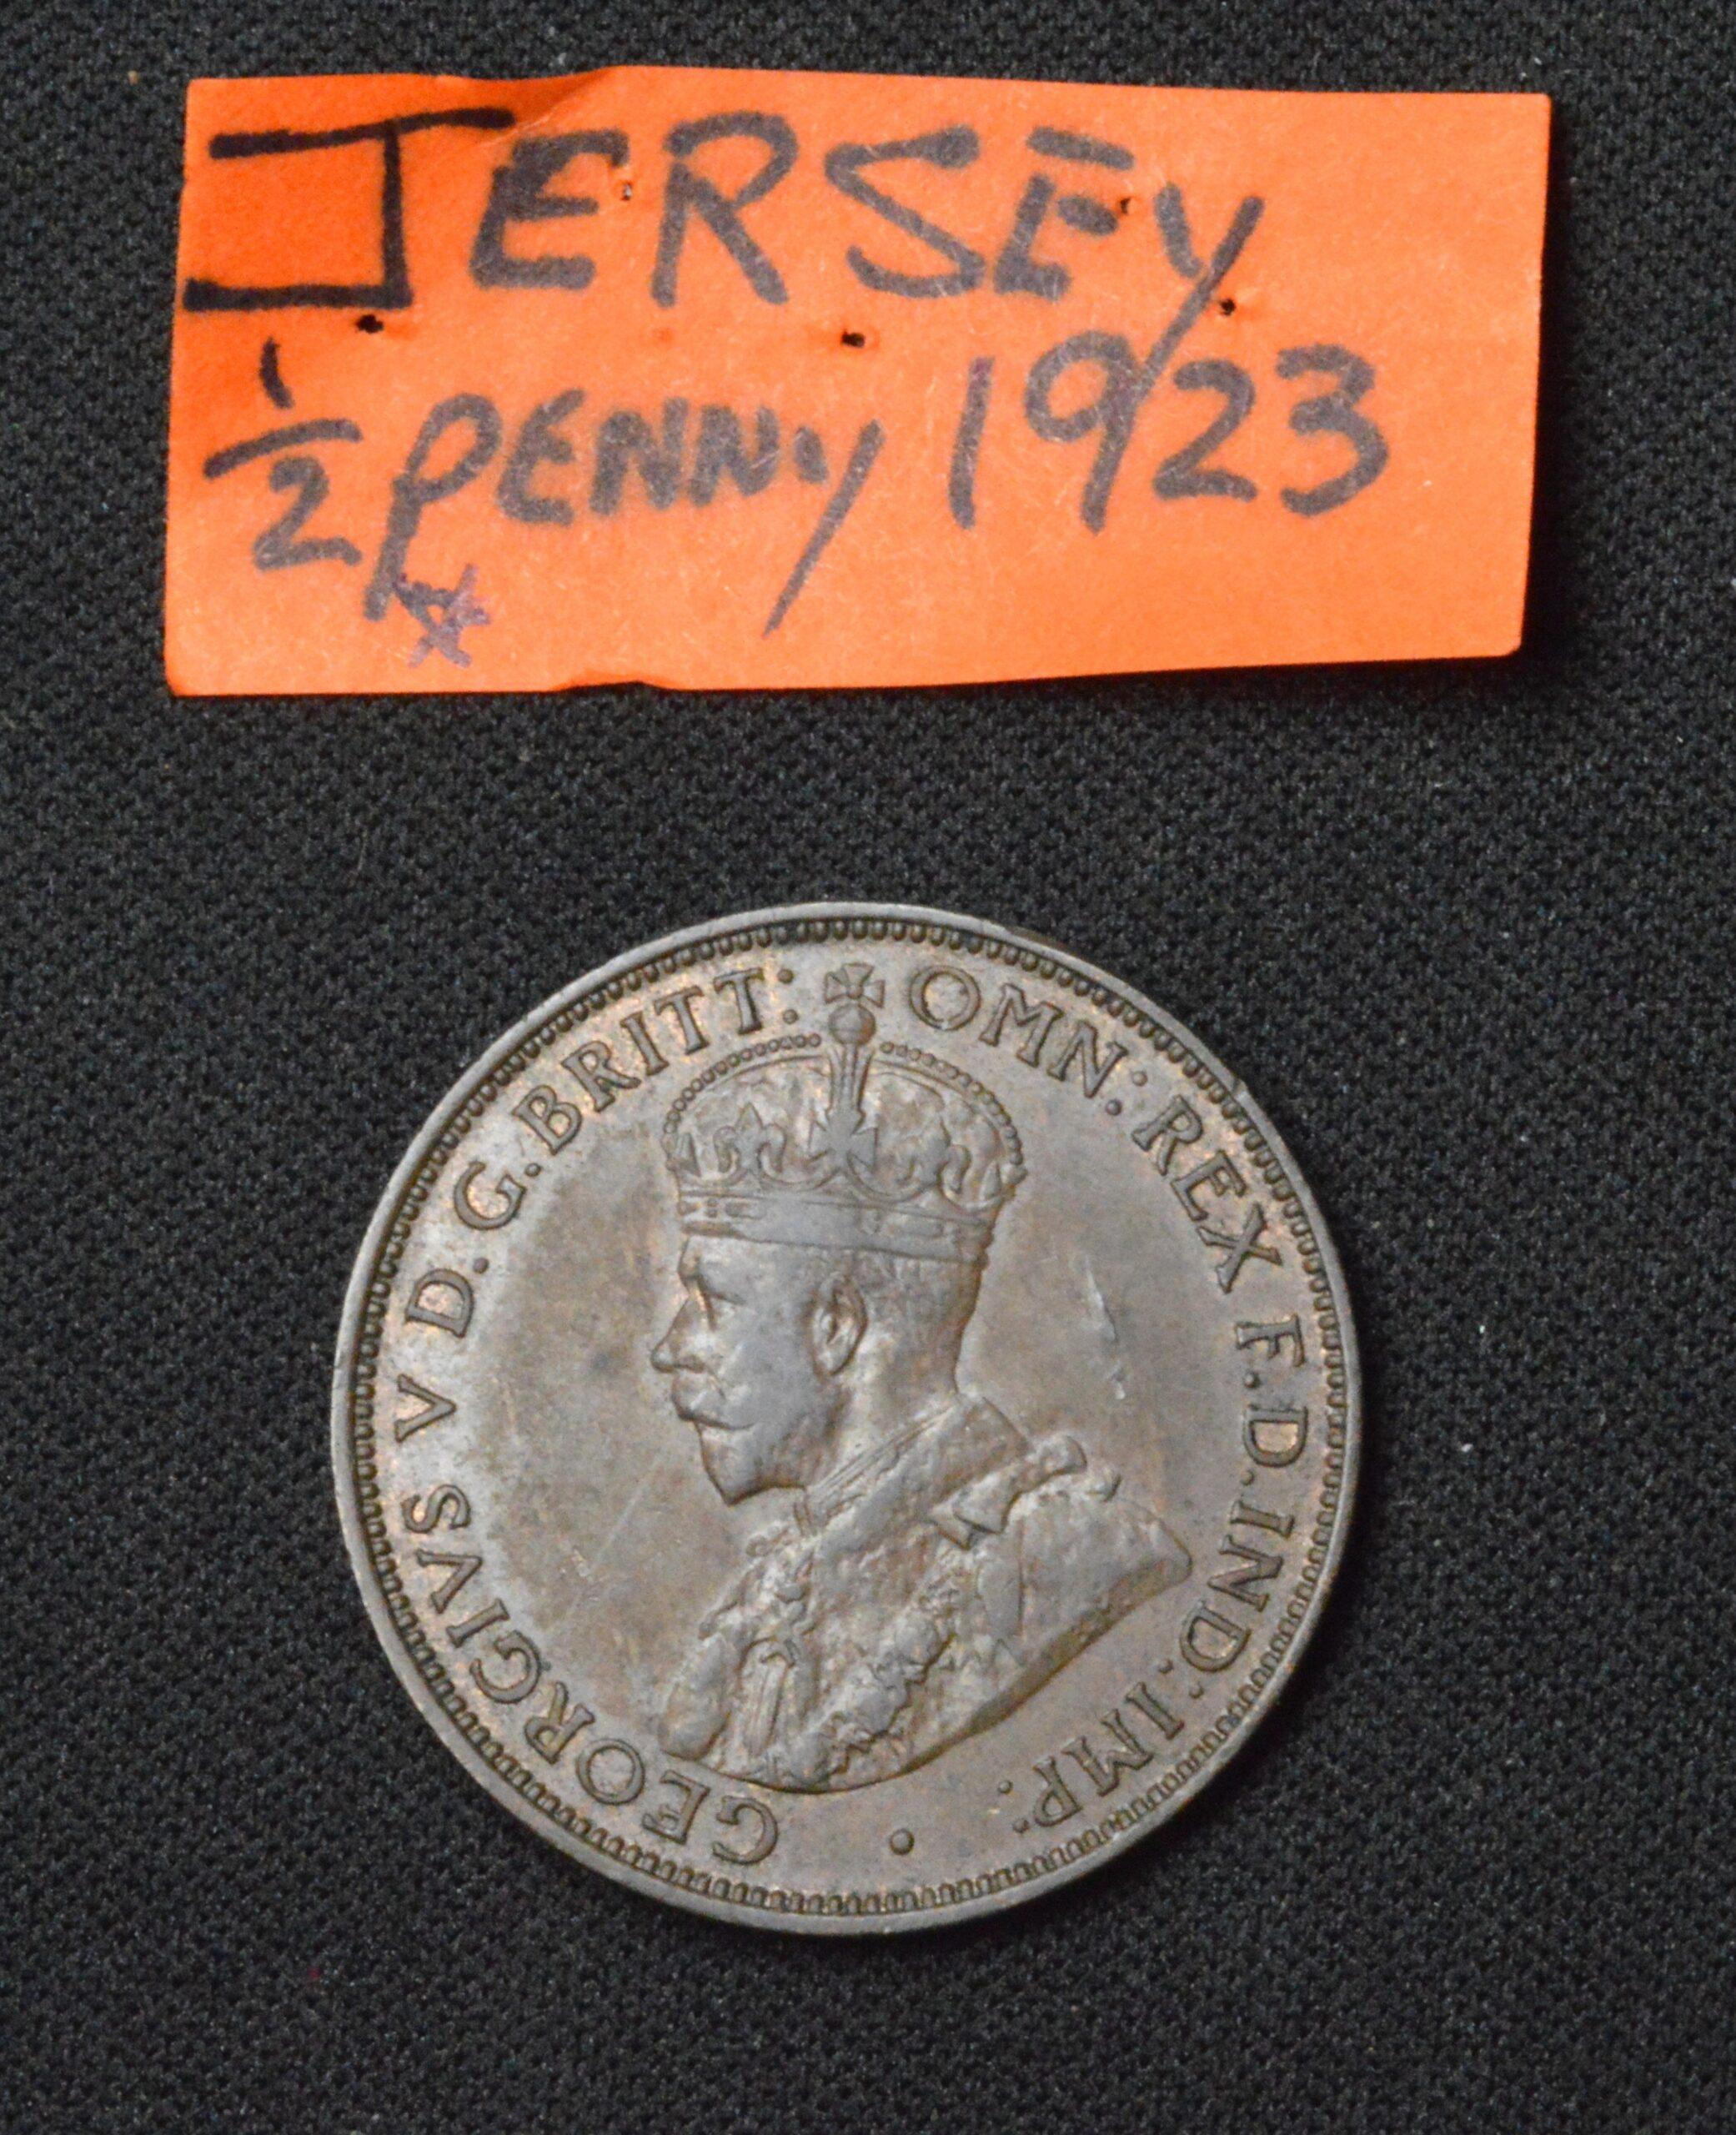 JERSEY
1/2 PENNY 1923
GEORGIVS V D.G. BRITT: OMN: REX F.D. IND: IMP: